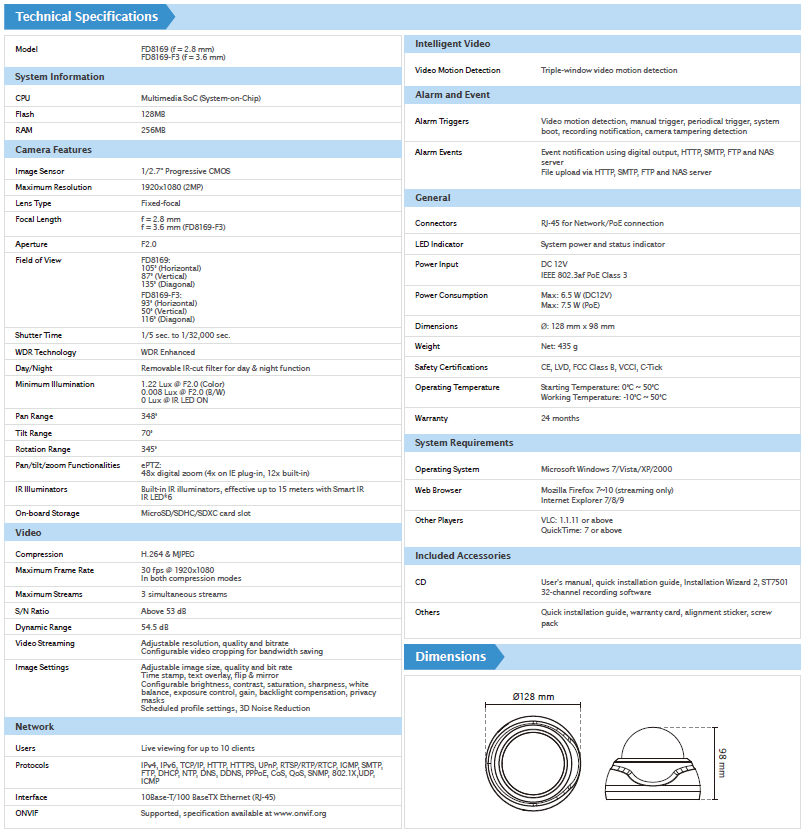 Technical Specifications
Model FD8169 (f = 2.8 mm)
FD8169-F3 (f = 3.6 mm)
System Information
CPU Multimedia SoC (System-on-Chip)
Flash 128MB
RAM 256MB
Camera Features
Image Sensor 1/2.7" Progressive CMOS
Maximum Resolution 1920x1080 (2MP)
Lens Type Fixed-focal
Focal Length f = 2.8 mm
f = 3.6 mm (FD8169-F3)
Aperture F2.0
Field of View FD8169:
105° (Horizontal)
87° (Vertical)
135° (Diagonal)
FD8169-F3:
93° (Horizontal)
50° (Vertical)
116° (Diagonal)
Shutter Time 1/5 sec. to 1/32,000 sec.
WDR Technology WDR Enhanced
Day/Night Removable IR-cut filter for day & night function
Minimum Illumination 1.22 Lux @ F2.0 (Color)
0.008 Lux @ F2.0 (B/W)
0 Lux @ IR LED ON
Pan Range 348°
Tilt Range 70°
Rotation Range 345°
Pan/tilt/zoom Functionalities ePTZ:
48x digital zoom (4x on IE plug-in, 12x built-in)
IR Illuminators Built-in IR illuminators, effective up to 15 meters with Smart IR
IR LED*6
On-board Storage MicroSD/SDHC/SDXC card slot
Video
Compression H.264 & MJPEG
Maximum Frame Rate 30 fps @ 1920x1080
In both compression modes
Maximum Streams 3 simultaneous streams
S/N Ratio Above 53 dB
Dynamic Range 54.5 dB
Video Streaming Adjustable resolution, quality and bitrate
Configurable video cropping for bandwidth saving
Image Settings Adjustable image size, quality and bit rate
Time stamp, text overlay, flip & mirror
Configurable brightness, contrast, saturation, sharpness, white
balance, exposure control, gain, backlight compensation, privacy
masks
Scheduled profile settings, 3D Noise Reduction
Network
Users Live viewing for up to 10 clients
Protocols IPv4, IPv6, TCP/IP, HTTP, HTTPS, UPnP, RTSP/RTP/RTCP, IGMP, SMTP,
FTP, DHCP, NTP, DNS, DDNS, PPPoE, CoS, QoS, SNMP, 802.1X,UDP,
ICMP
Interface 10Base-T/100 BaseTX Ethernet (RJ-45)
ONVIF Supported, specification available at www.onvif.org
Intelligent Video
Video Motion Detection Triple-window video motion detection
Alarm and Event
Alarm Triggers Video motion detection, manual trigger, periodical trigger, system
boot, recording notification, camera tampering detection
Alarm Events Event notification using digital output, HTTP, SMTP, FTP and NAS
server
File upload via HTTP, SMTP, FTP and NAS server
General
Connectors RJ-45 for Network/PoE connection
LED Indicator System power and status indicator
Power Input DC 12V
IEEE 802.3af PoE Class 3
Power Consumption Max: 6.5 W (DC12V)
Max: 7.5 W (PoE)
Dimensions Ø: 128 mm x 98 mm
Weight Net: 435 g
Safety Certifications CE, LVD, FCC Class B, VCCI, C-Tick
Operating Temperature Starting Temperature: 0°C ~ 50°C
Working Temperature: -10°C ~ 50°C
Warranty 24 months
System Requirements
Operating System Microsoft Windows 7/Vista/XP/2000
Web Browser Mozilla Firefox 7~10 (streaming only)
Internet Explorer 7/8/9
Other Players VLC: 1.1.11 or above
QuickTime: 7 or above
Included Accessories
CD User's manual, quick installation guide, Installation Wizard 2, ST7501
32-channel recording software
Others Quick installation guide, warranty card, alignment sticker, screw
pack
Dimensions
Ø128 mm
98 mm